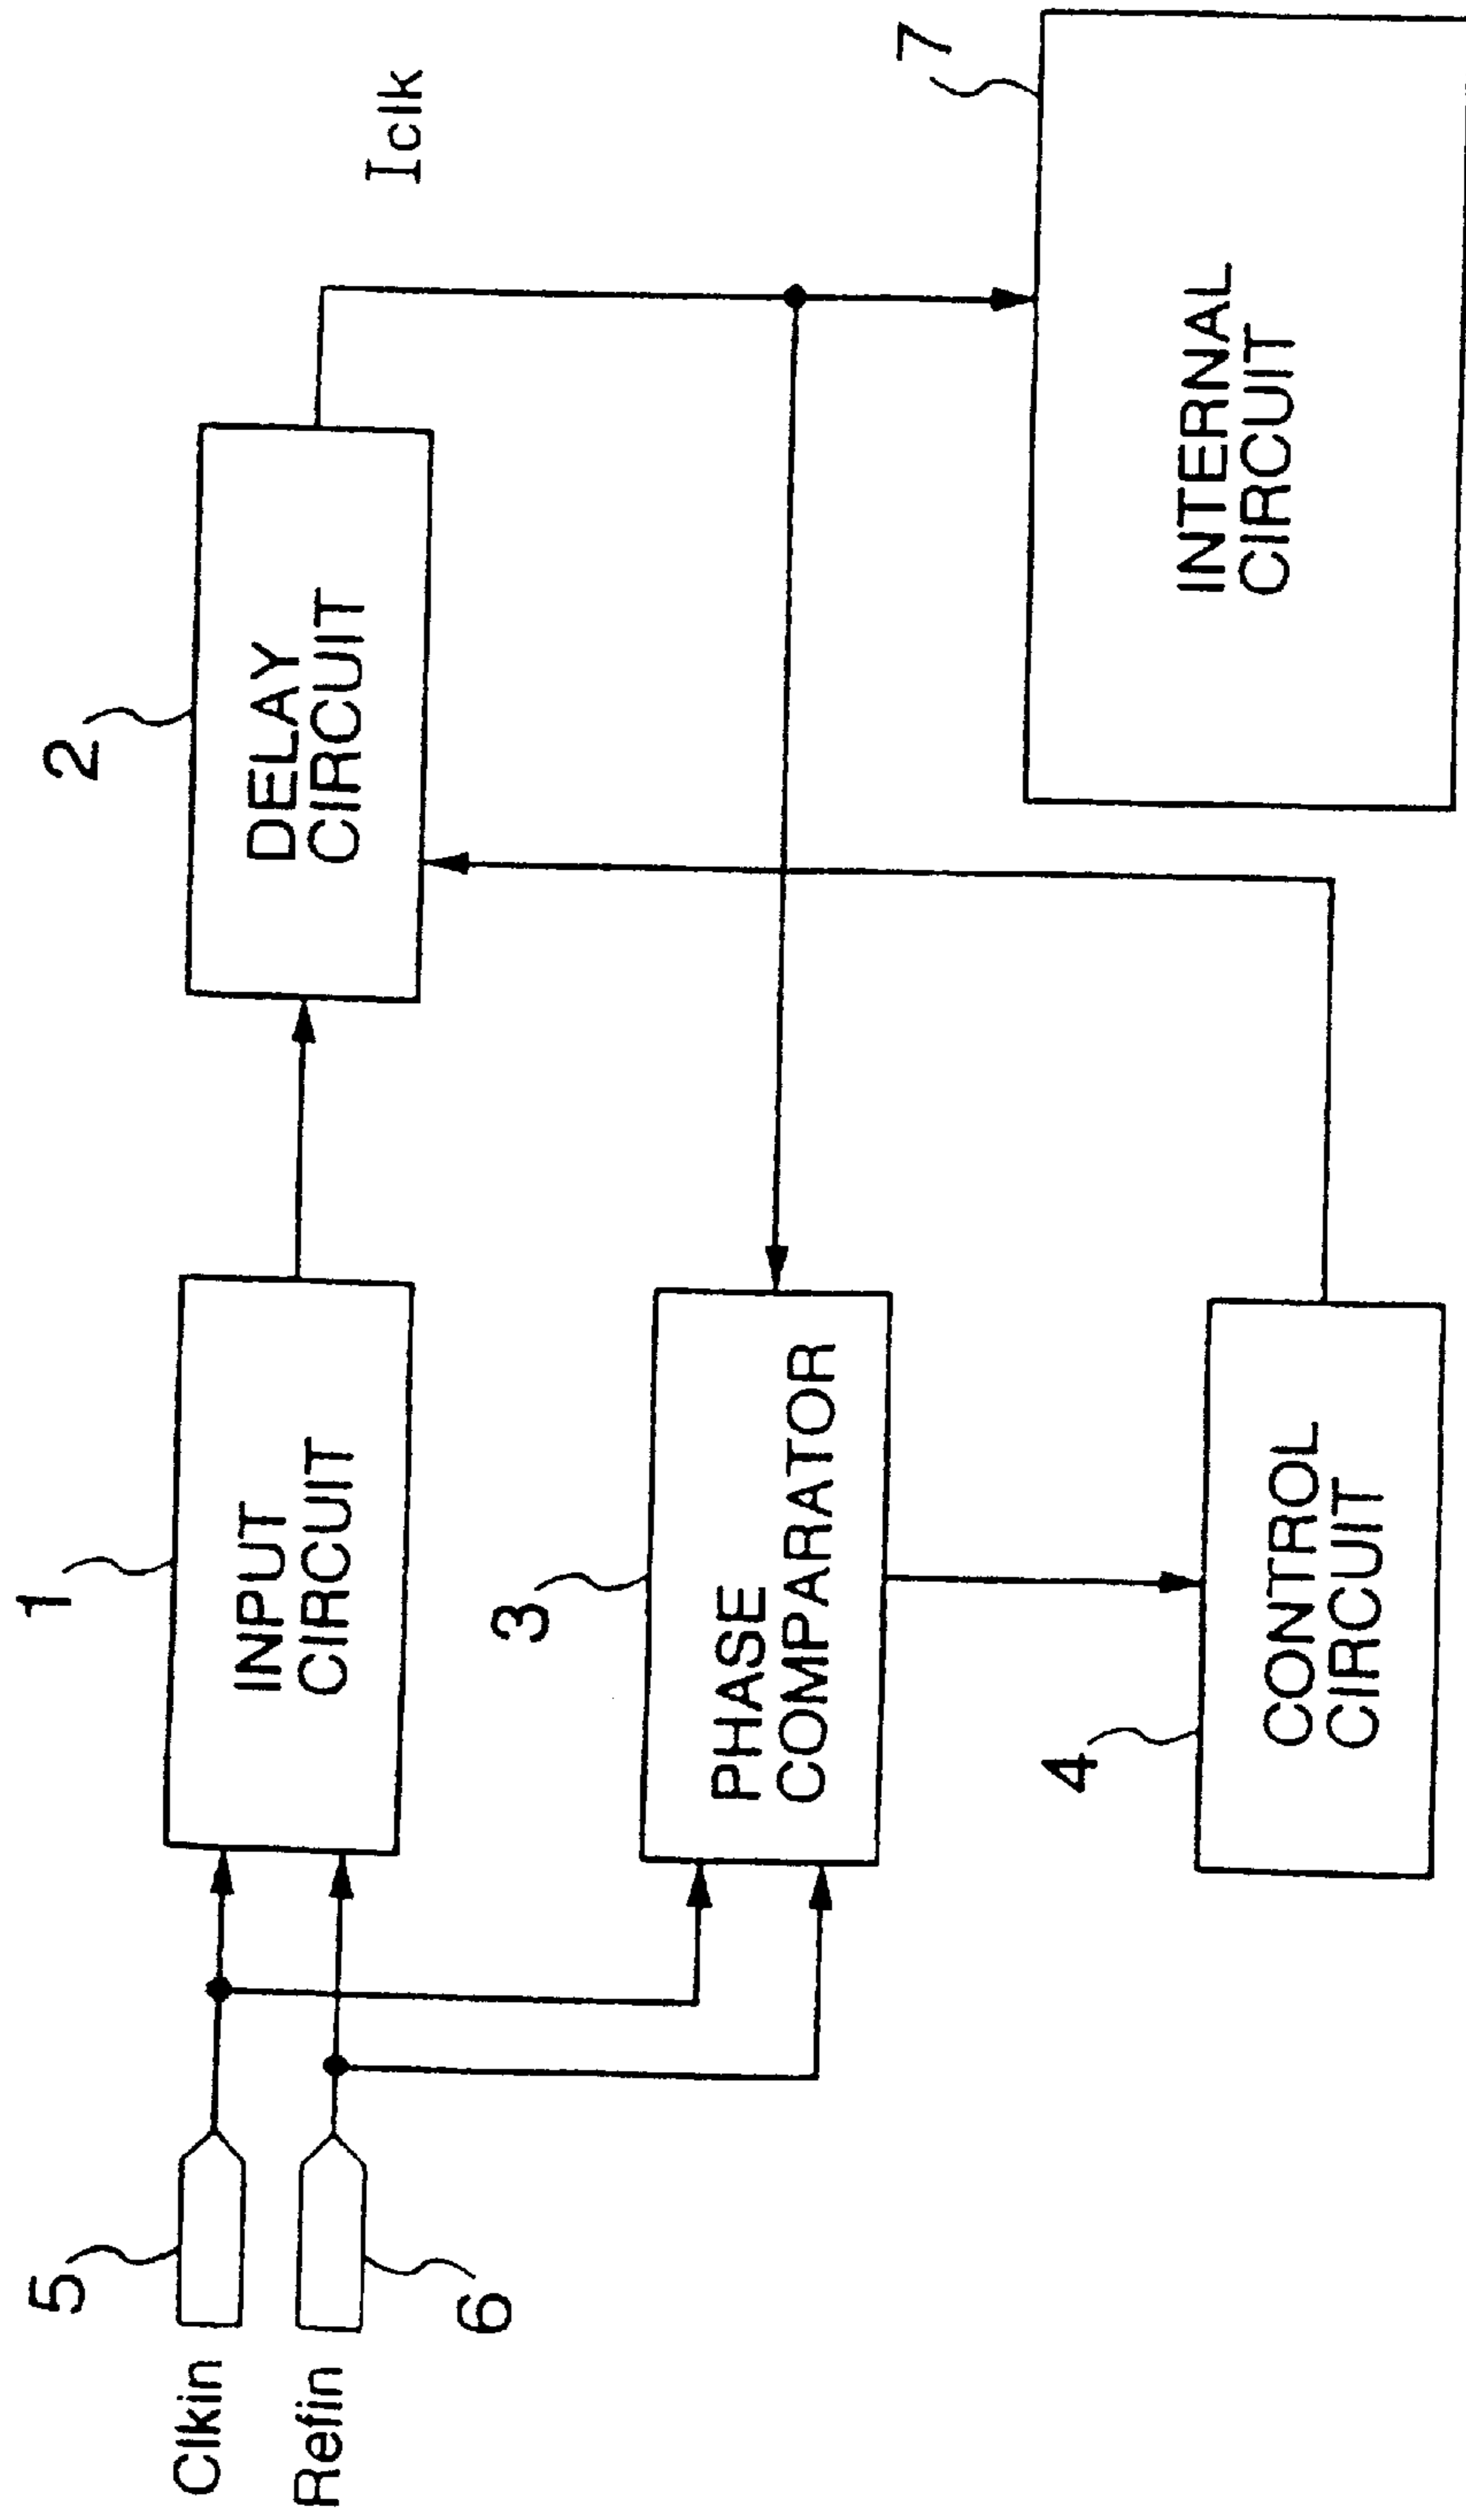 1
2
INPUT
CIRCUIT
DELAY
CIRCUIT
5
Clkin
Refin
6
Iclk
3
PHASE
COMPARATOR
7
4
CONTROL
CIRCUIT
INTERNAL
CIRCUIT